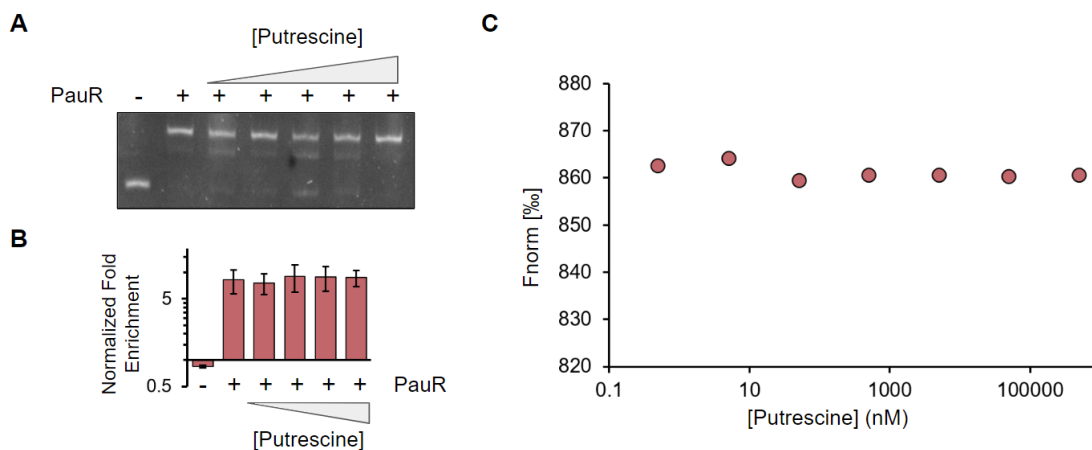 A
[Putrescine]
PauR - + + + + + +
B
Normalized Fold
Enrichment
5
0.5
- + + + + + PauR
[Putrescine]
C
Fnorm [‰]
880
870
860
850
840
830
820
0.1 10 1000 100000
[Putrescine] (nM)